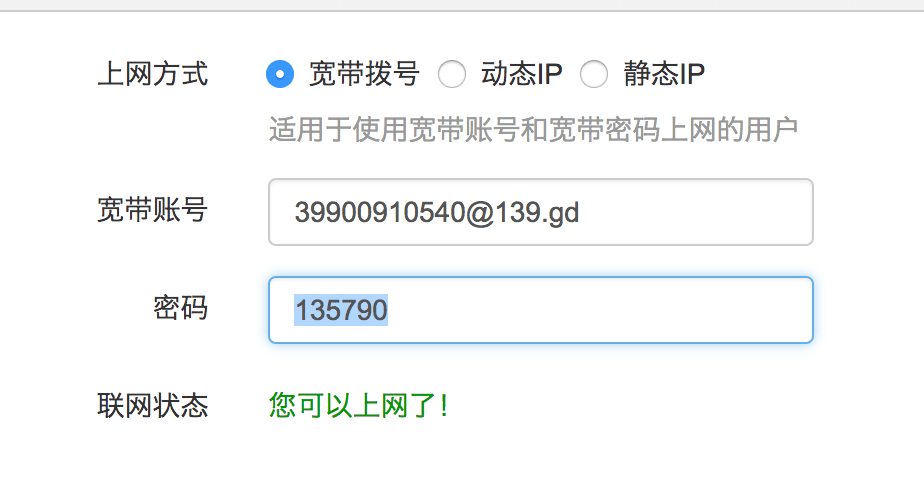 上网方式 宽带拨号 动态IP 静态IP
适用于使用宽带账号和宽带密码上网的用户
宽带账号 39900910540@139.gd
密码 135790
联网状态 您可以上网了！